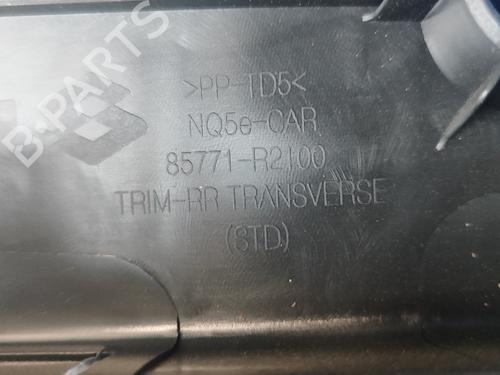 B-PARTS
>PP-TD5<
NQ5e-CAR
85771-R2100
TRIM-RR TRANSVERSE
(STD)